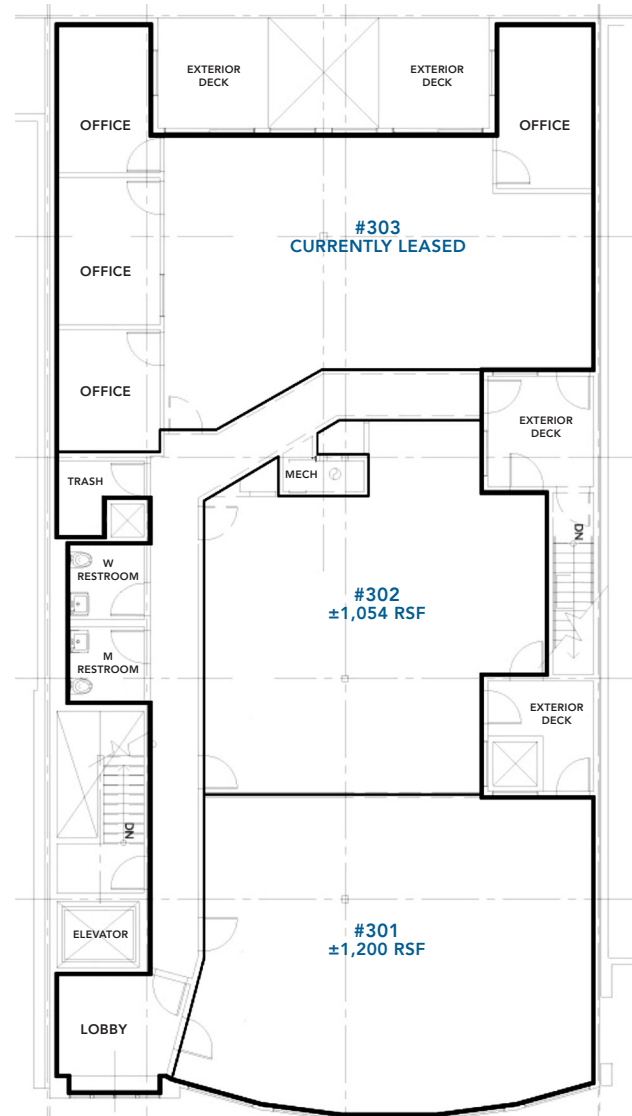 EXTERIOR
DECK
EXTERIOR
DECK
OFFICE
OFFICE
#303
CURRENTLY LEASED
OFFICE
OFFICE
EXTERIOR
DECK
TRASH
MECH
DN
W
RESTROOM
#302
±1,054 RSF
M
RESTROOM
EXTERIOR
DECK
DN
ELEVATOR
#301
±1,200 RSF
LOBBY